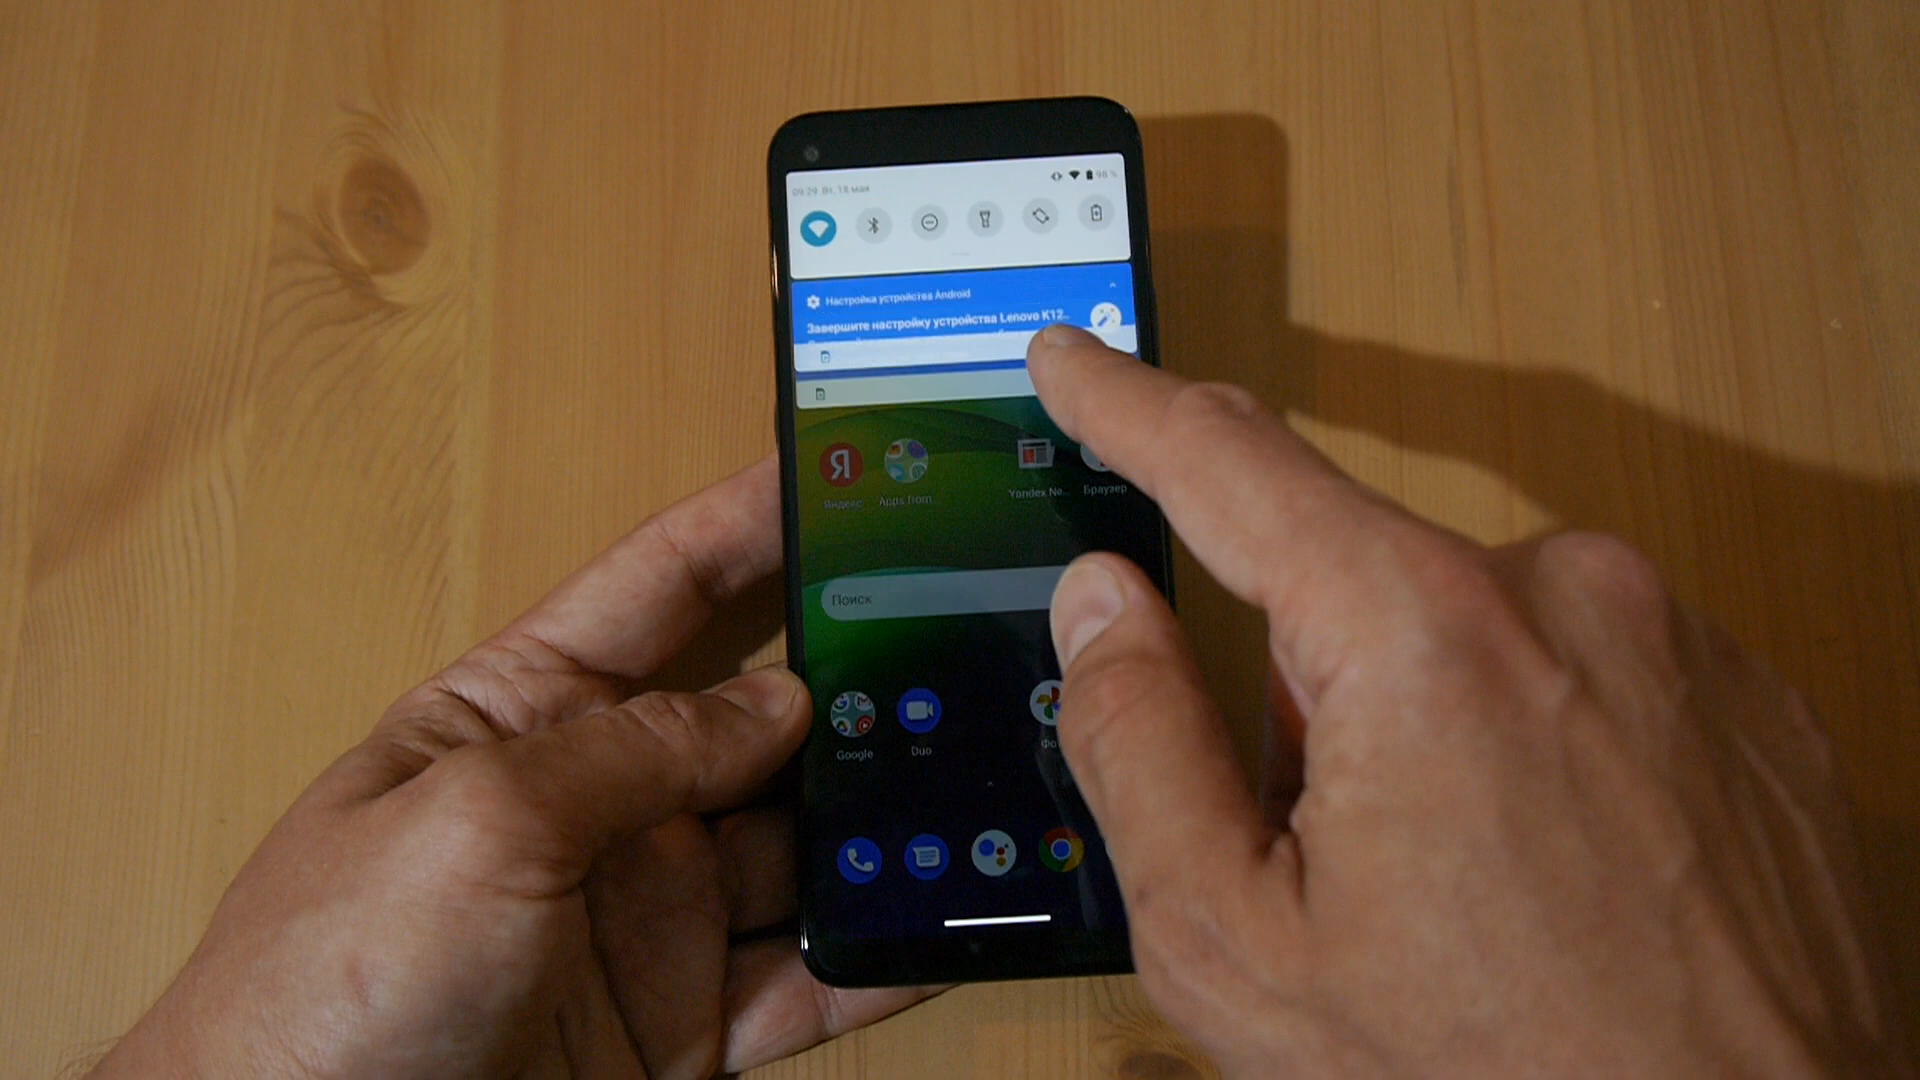 09:29 Вт, 18 мая
98 %
Настройка устройства Android
Завершите настройку устройства Lenovo K12..
Яндекс
Apps from
Yandex Ne...
Браузер
Поиск
Google
Duo